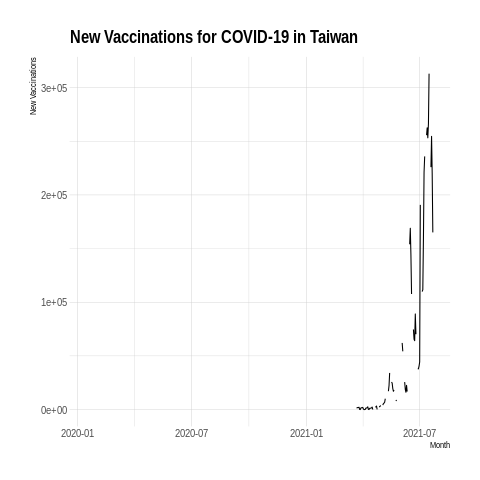 New Vaccinations for COVID-19 in Taiwan
New Vaccinations
3e+05
2e+05
1e+05
0e+00
2020-01 2020-07 2021-01 2021-07
Month